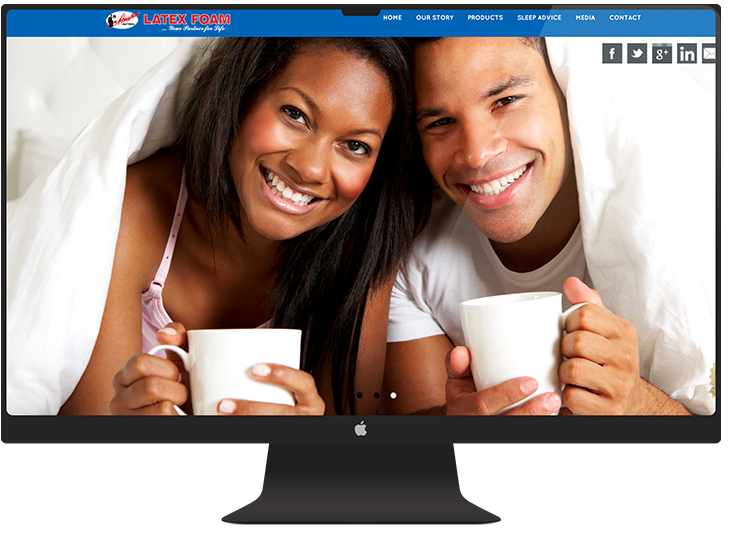 LATEX FOAM
... Your Partner for Life
HOME OUR STORY PRODUCTS SLEEP ADVICE MEDIA CONTACT
f g+ in